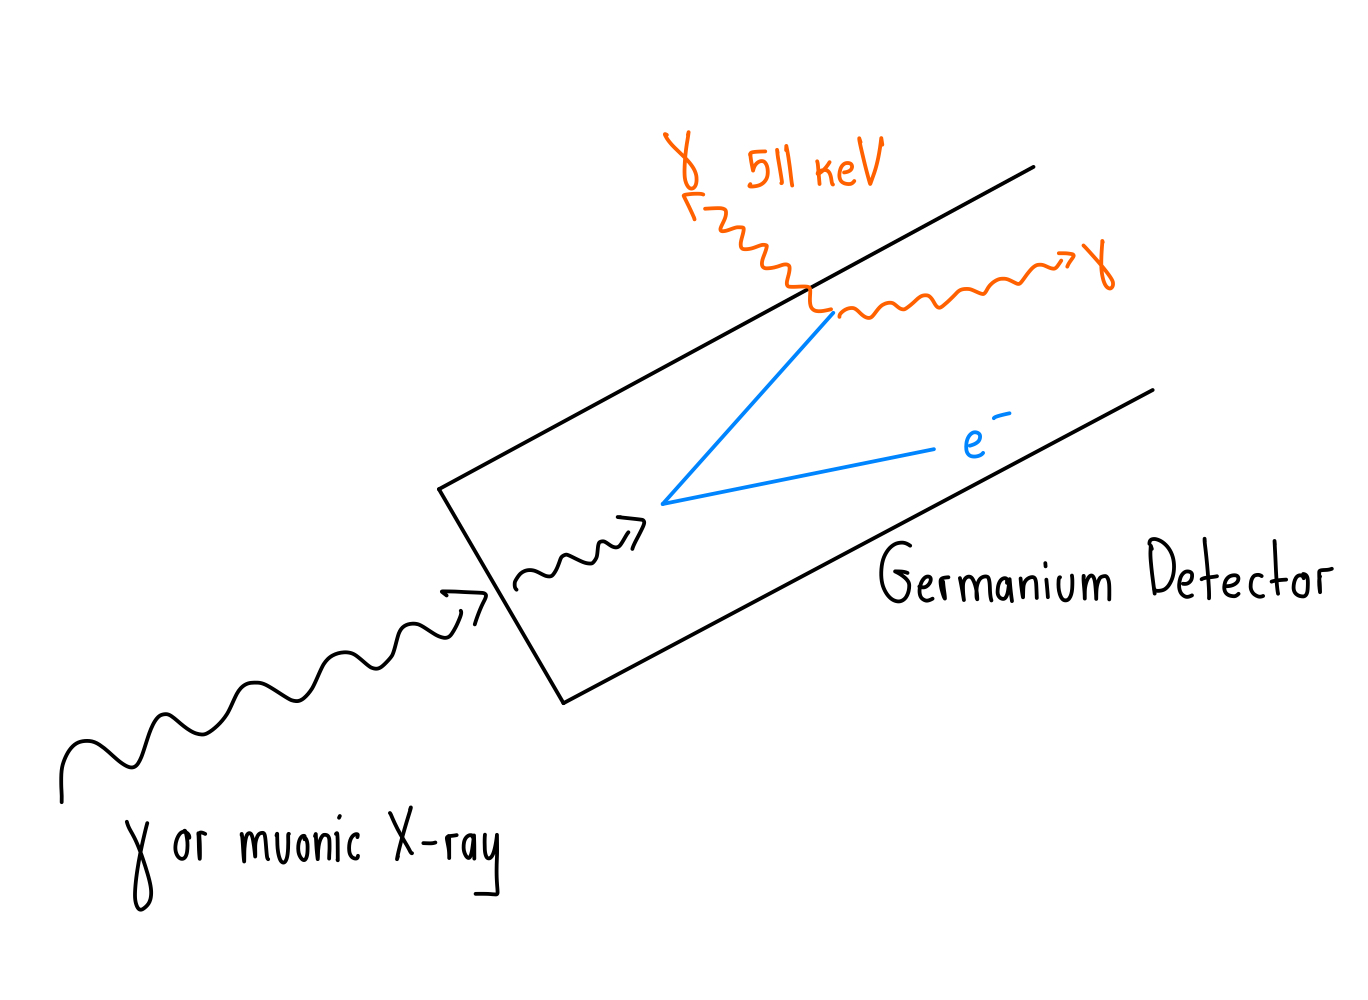 γ 511 keV
γ
e⁻
Germanium Detector
γ or muonic X-ray